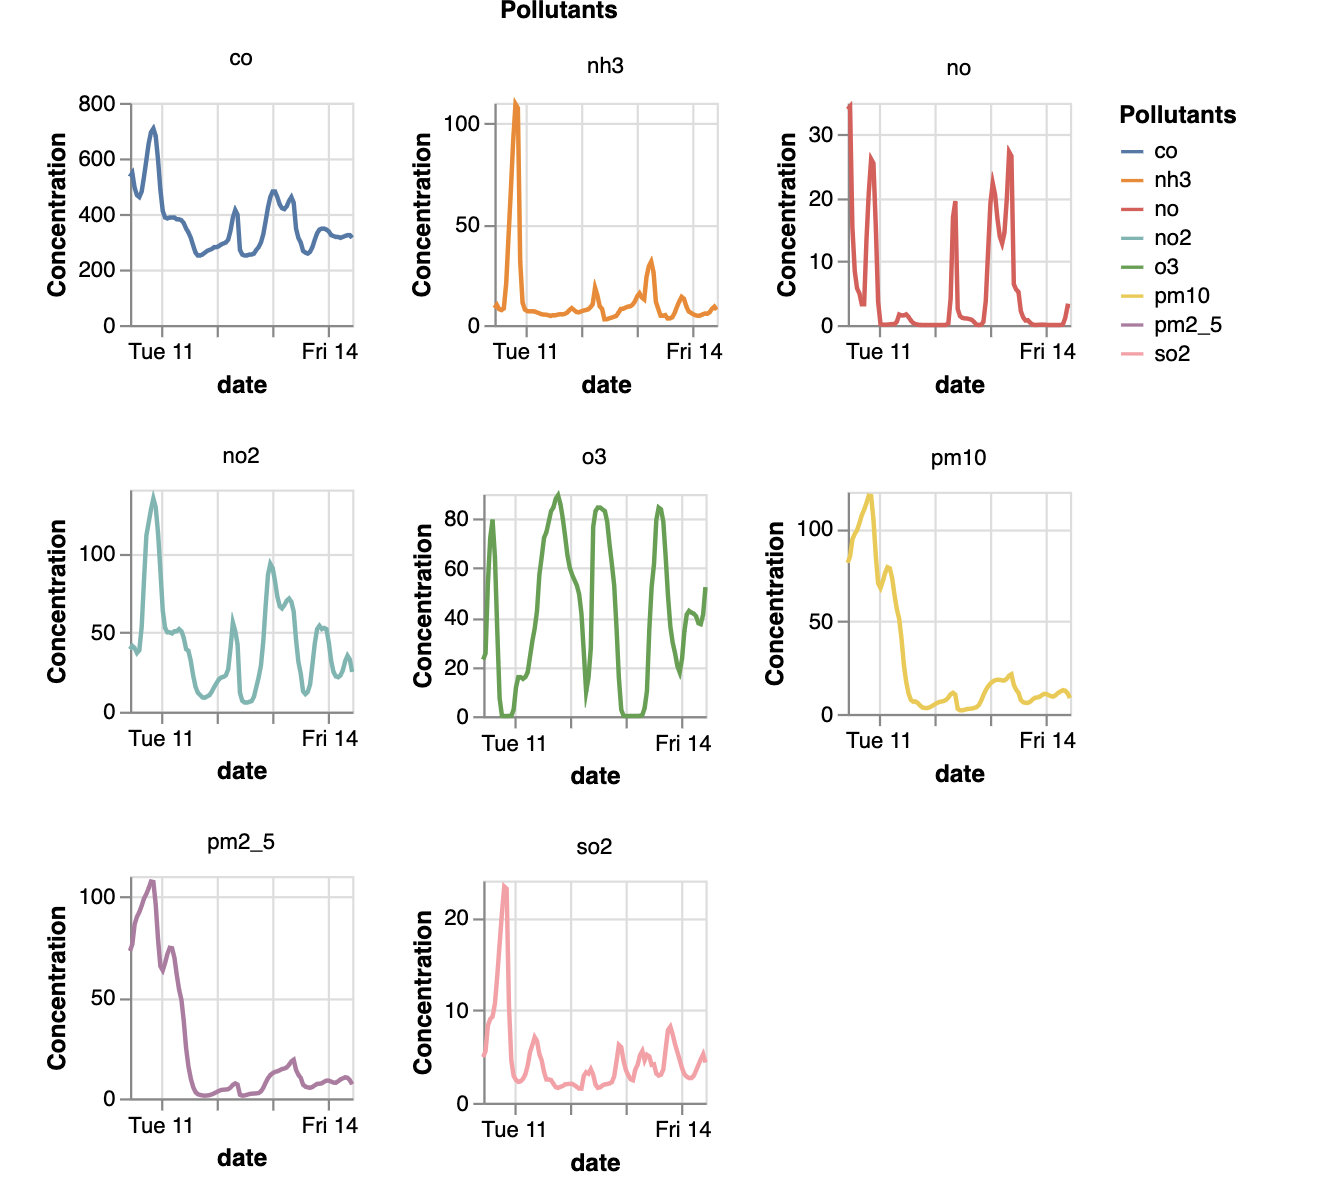 Pollutants
co
800
600
400
200
0
Concentration
Tue 11
Fri 14
date
nh3
100
50
0
Concentration
Tue 11
Fri 14
date
no
30
20
10
0
Concentration
Tue 11
Fri 14
date
Pollutants
co
nh3
no
no2
o3
pm10
pm2_5
so2
no2
100
50
0
Concentration
Tue 11
Fri 14
date
o3
80
60
40
20
0
Concentration
Tue 11
Fri 14
date
pm10
100
50
0
Concentration
Tue 11
Fri 14
date
pm2_5
100
50
0
Concentration
Tue 11
Fri 14
date
so2
20
10
0
Concentration
Tue 11
Fri 14
date